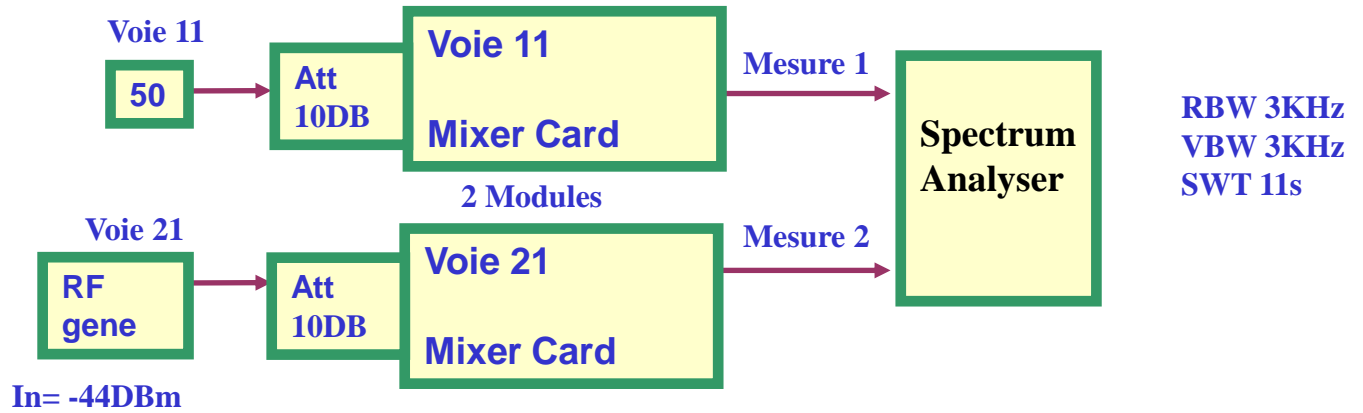 Voie 11
50
Att
10DB
Voie 11
Mixer Card
Mesure 1
2 Modules
Voie 21
RF
gene
In= -44DBm
Att
10DB
Voie 21
Mixer Card
Mesure 2
Spectrum
Analyser
RBW 3KHz
VBW 3KHz
SWT 11s